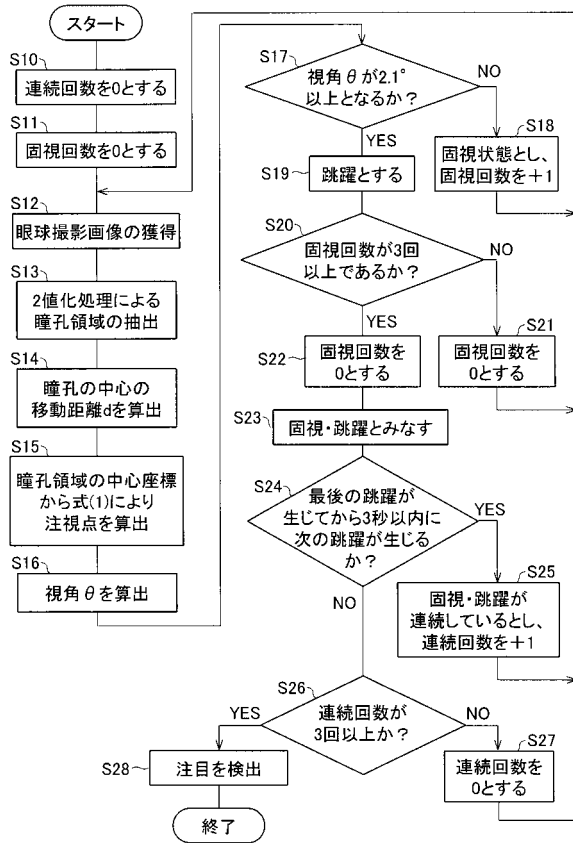 スタート
S10
連続回数を0とする
S11
固視回数を0とする
S12
眼球撮影画像の獲得
S13
2値化処理による
瞳孔領域の抽出
S14
瞳孔の中心の
移動距離dを算出
S15
瞳孔領域の中心座標
から式(1)により
注視点を算出
S16
視角θを算出
S17
視角θが2.1°
以上となるか?
NO
YES
S18
固視状態とし、
固視回数を+1
S19
跳躍とする
S20
固視回数が3回
以上であるか?
NO
YES
S21
固視回数を
0とする
S22
固視回数を
0とする
S23
固視・跳躍とみなす
S24
最後の跳躍が
生じてから3秒以内に
次の跳躍が生じる
か?
YES
NO
S25
固視・跳躍が
連続しているとし、
連続回数を+1
S26
連続回数が
3回以上か?
YES
NO
S27
連続回数を
0とする
S28
注目を検出
終了